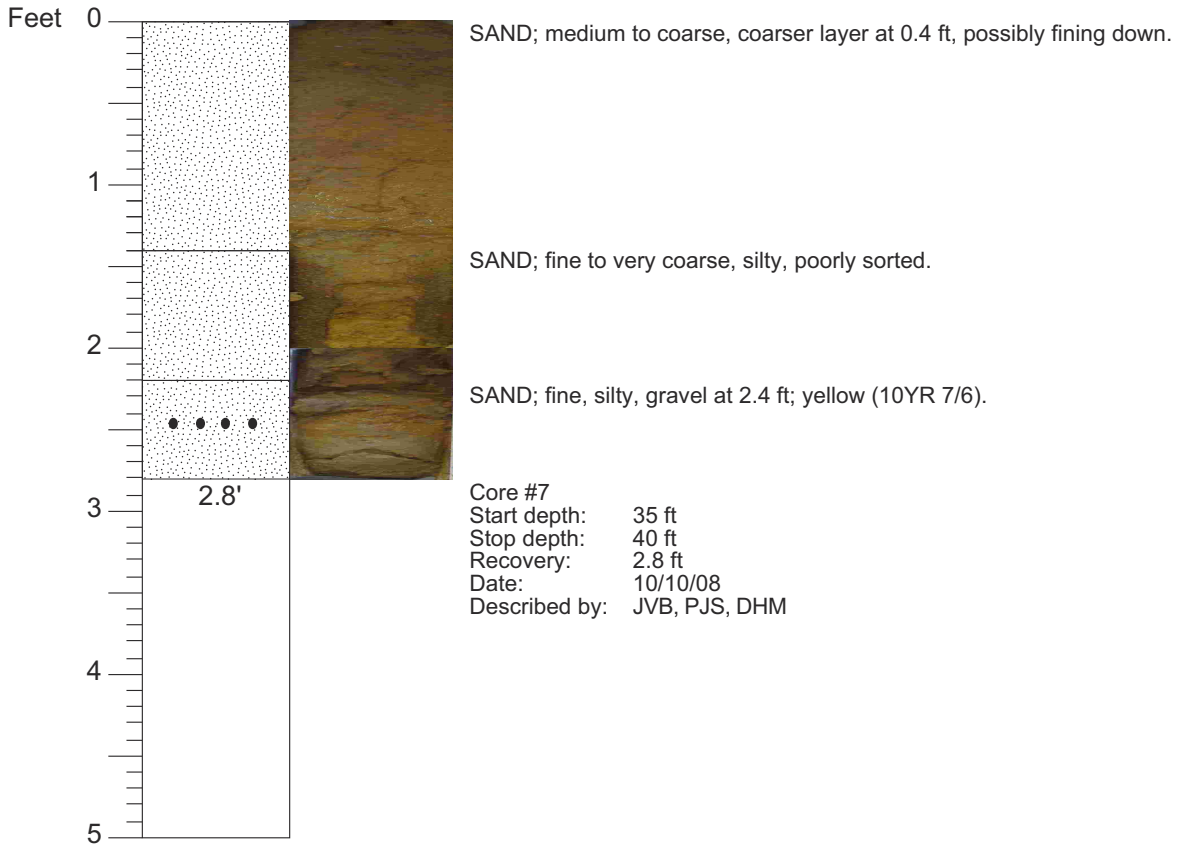 Feet 0
SAND; medium to coarse, coarser layer at 0.4 ft, possibly fining down.
1
SAND; fine to very coarse, silty, poorly sorted.
2
SAND; fine, silty, gravel at 2.4 ft; yellow (10YR 7/6).
2.8'
3
Core #7
Start depth: 35 ft
Stop depth: 40 ft
Recovery: 2.8 ft
Date: 10/10/08
Described by: JVB, PJS, DHM
4
5